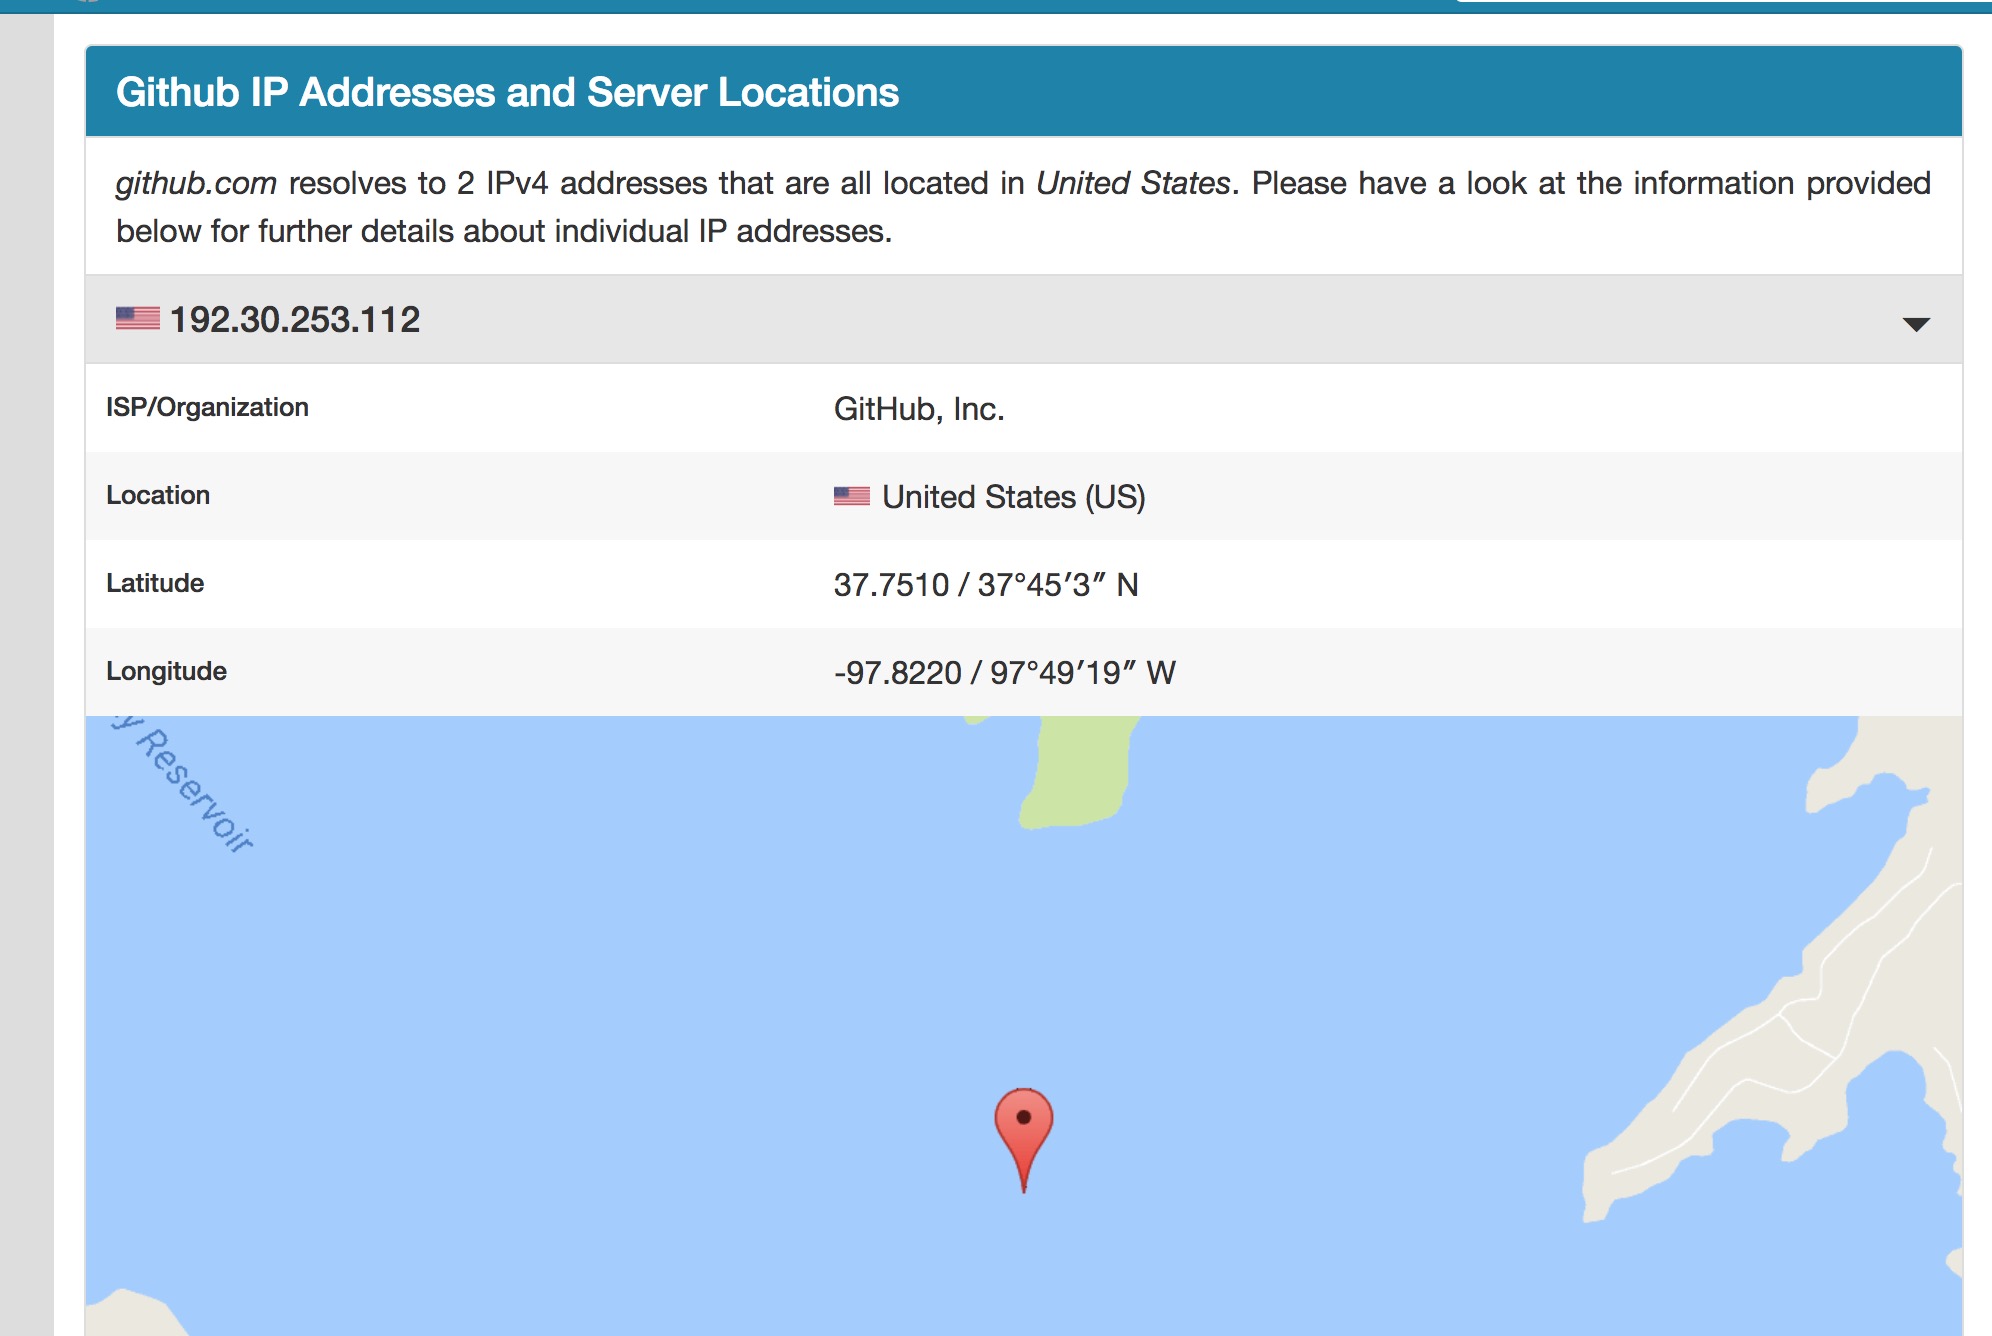 Github IP Addresses and Server Locations
github.com resolves to 2 IPv4 addresses that are all located in United States. Please have a look at the information provided
below for further details about individual IP addresses.
192.30.253.112
ISP/Organization GitHub, Inc.
Location United States (US)
Latitude 37.7510 / 37°45′3″ N
Longitude -97.8220 / 97°49′19″ W
y Reservoir